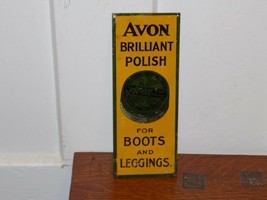 AVON
BRILLIANT
POLISH
FOR
BOOTS
AND
LEGGINGS.